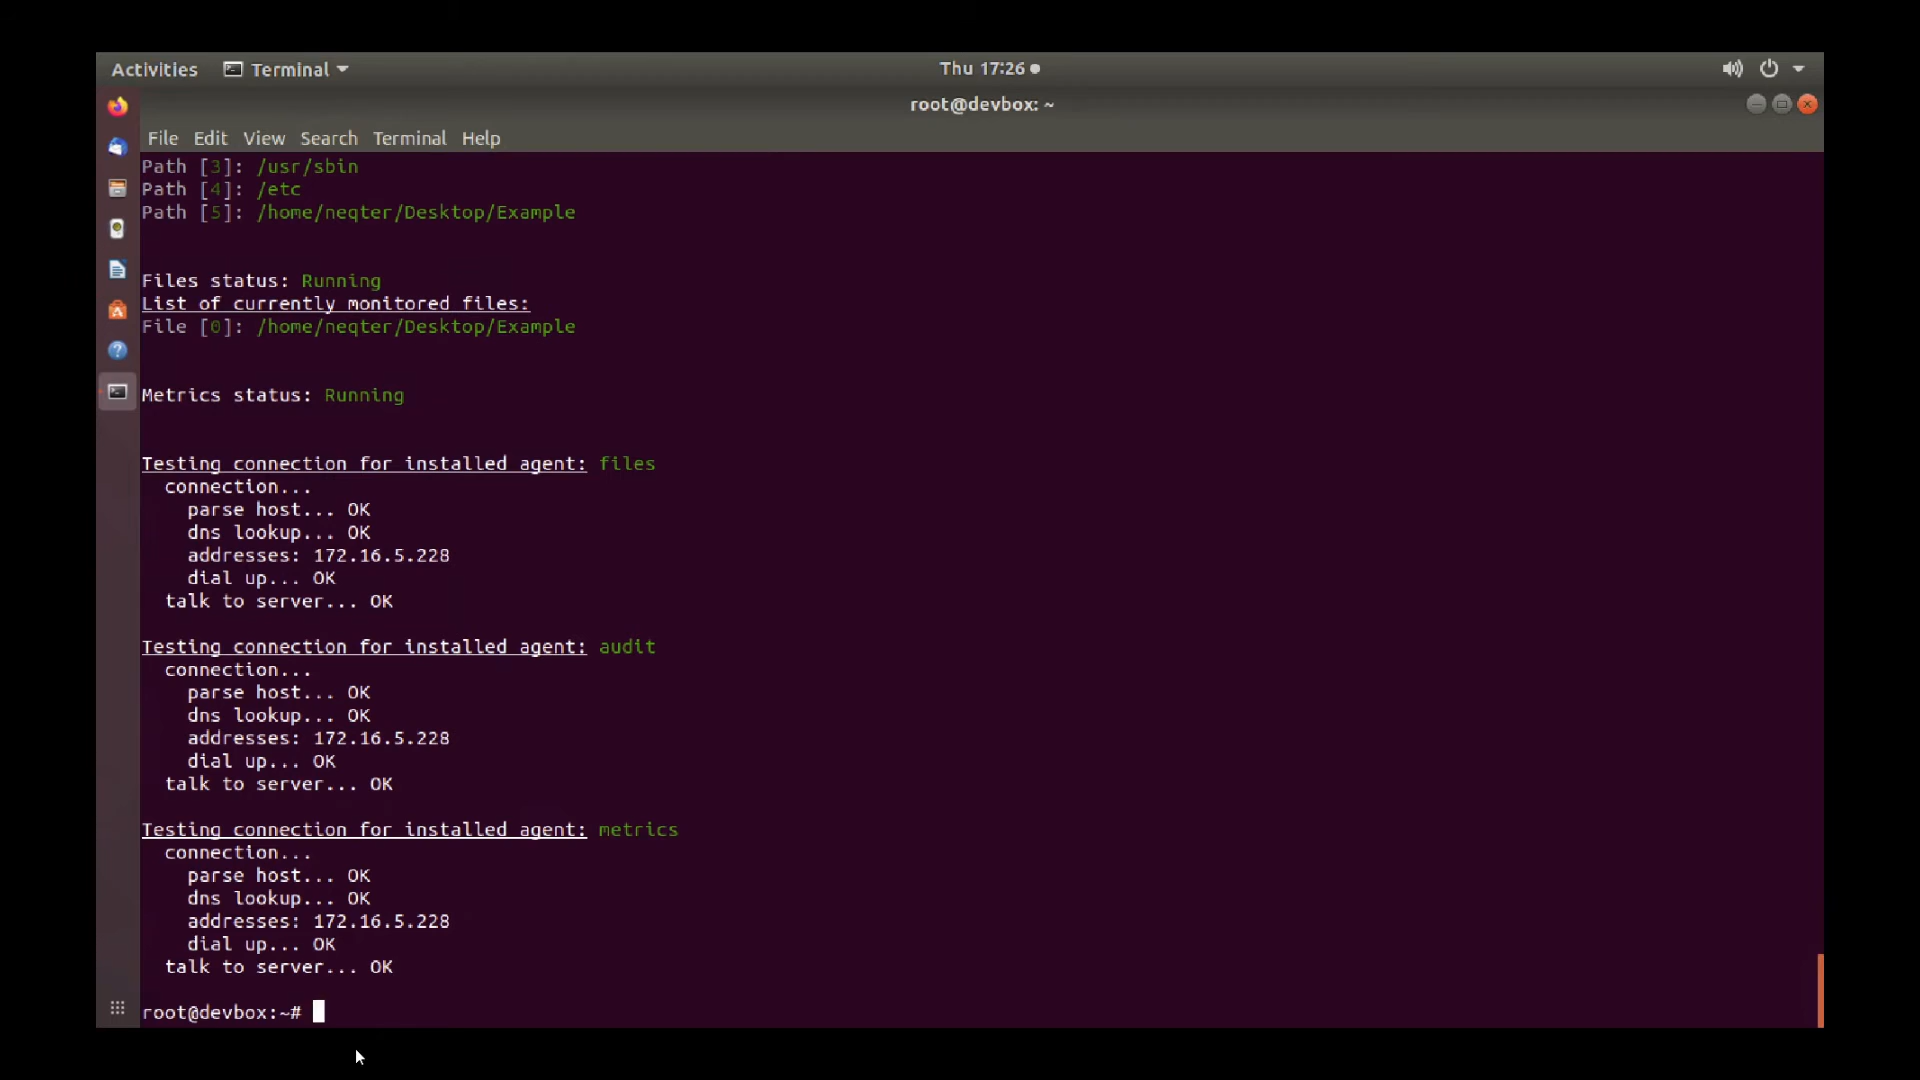 Activities Terminal Thu 17:26
root@devbox: ~
File Edit View Search Terminal Help
Path [3]: /usr/sbin
Path [4]: /etc
Path [5]: /home/neqter/Desktop/Example
Files status: Running
List of currently monitored files:
File [0]: /home/neqter/Desktop/Example
Metrics status: Running
Testing connection for installed agent: files
connection...
parse host... OK
dns lookup... OK
addresses: 172.16.5.228
dial up... OK
talk to server... OK
Testing connection for installed agent: audit
connection...
parse host... OK
dns lookup... OK
addresses: 172.16.5.228
dial up... OK
talk to server... OK
Testing connection for installed agent: metrics
connection...
parse host... OK
dns lookup... OK
addresses: 172.16.5.228
dial up... OK
talk to server... OK
root@devbox:~#